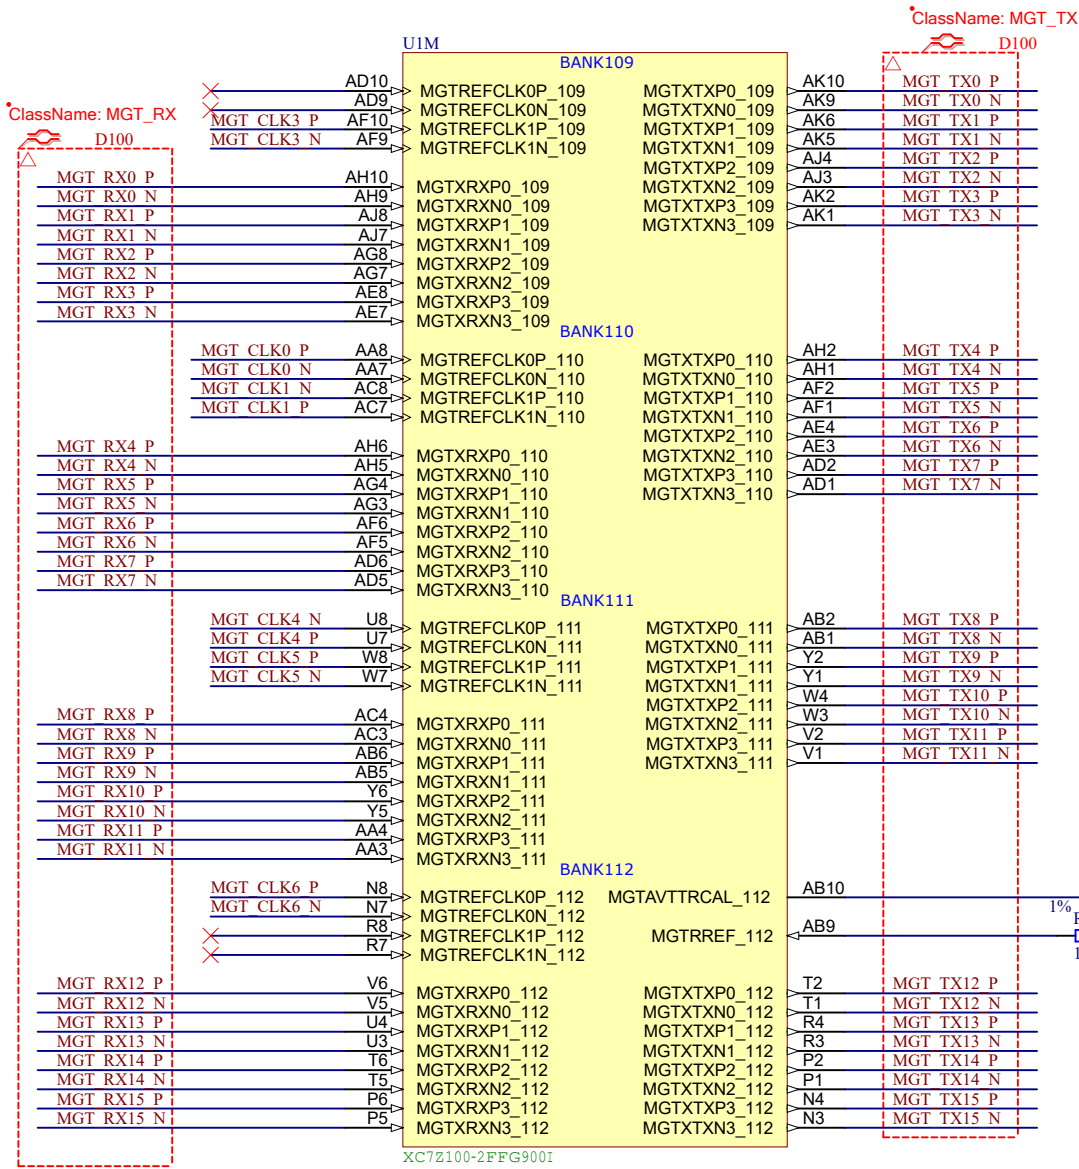 ClassName: MGT_TX
D100
U1M
ClassName: MGT_RX
D100
BANK109
AD10 MGTREFCLK0P_109 MGTXTXP0_109 AK10 MGT_TX0_P
AD9 MGTREFCLK0N_109 MGTXTXN0_109 AK9 MGT_TX0_N
MGT_CLK3_P AF10 MGTREFCLK1P_109 MGTXTXP1_109 AK6 MGT_TX1_P
MGT_CLK3_N AF9 MGTREFCLK1N_109 MGTXTXN1_109 AK5 MGT_TX1_N
MGTXTXP2_109 AJ4 MGT_TX2_P
MGT_RX0_P AH10 MGTXRXP0_109 MGTXTXN2_109 AJ3 MGT_TX2_N
MGT_RX0_N AH9 MGTXRXN0_109 MGTXTXP3_109 AK2 MGT_TX3_P
MGT_RX1_P AJ8 MGTXRXP1_109 MGTXTXN3_109 AK1 MGT_TX3_N
MGT_RX1_N AJ7 MGTXRXN1_109
MGT_RX2_P AG8 MGTXRXP2_109
MGT_RX2_N AG7 MGTXRXN2_109
MGT_RX3_P AE8 MGTXRXP3_109
MGT_RX3_N AE7 MGTXRXN3_109
BANK110
MGT_CLK0_P AA8 MGTREFCLK0P_110 MGTXTXP0_110 AH2 MGT_TX4_P
MGT_CLK0_N AA7 MGTREFCLK0N_110 MGTXTXN0_110 AH1 MGT_TX4_N
MGT_CLK1_N AC8 MGTREFCLK1P_110 MGTXTXP1_110 AF2 MGT_TX5_P
MGT_CLK1_P AC7 MGTREFCLK1N_110 MGTXTXN1_110 AF1 MGT_TX5_N
MGTXTXP2_110 AE4 MGT_TX6_P
MGT_RX4_P AH6 MGTXRXP0_110 MGTXTXN2_110 AE3 MGT_TX6_N
MGT_RX4_N AH5 MGTXRXN0_110 MGTXTXP3_110 AD2 MGT_TX7_P
MGT_RX5_P AG4 MGTXRXP1_110 MGTXTXN3_110 AD1 MGT_TX7_N
MGT_RX5_N AG3 MGTXRXN1_110
MGT_RX6_P AF6 MGTXRXP2_110
MGT_RX6_N AF5 MGTXRXN2_110
MGT_RX7_P AD6 MGTXRXP3_110
MGT_RX7_N AD5 MGTXRXN3_110
BANK111
MGT_CLK4_N U8 MGTREFCLK0P_111 MGTXTXP0_111 AB2 MGT_TX8_P
MGT_CLK4_P U7 MGTREFCLK0N_111 MGTXTXN0_111 AB1 MGT_TX8_N
MGT_CLK5_P W8 MGTREFCLK1P_111 MGTXTXP1_111 Y2 MGT_TX9_P
MGT_CLK5_N W7 MGTREFCLK1N_111 MGTXTXN1_111 Y1 MGT_TX9_N
MGTXTXP2_111 W4 MGT_TX10_P
MGT_RX8_P AC4 MGTXRXP0_111 MGTXTXN2_111 W3 MGT_TX10_N
MGT_RX8_N AC3 MGTXRXN0_111 MGTXTXP3_111 V2 MGT_TX11_P
MGT_RX9_P AB6 MGTXRXP1_111 MGTXTXN3_111 V1 MGT_TX11_N
MGT_RX9_N AB5 MGTXRXN1_111
MGT_RX10_P Y6 MGTXRXP2_111
MGT_RX10_N Y5 MGTXRXN2_111
MGT_RX11_P AA4 MGTXRXP3_111
MGT_RX11_N AA3 MGTXRXN3_111
BANK112
MGT_CLK6_P N8 MGTREFCLK0P_112 MGTAVTTRCAL_112 AB10
MGT_CLK6_N N7 MGTREFCLK0N_112 1%
R8 MGTREFCLK1P_112 MGTRREF_112 AB9
R7 MGTREFCLK1N_112
MGT_RX12_P V6 MGTXRXP0_112 MGTXTXP0_112 T2 MGT_TX12_P
MGT_RX12_N V5 MGTXRXN0_112 MGTXTXN0_112 T1 MGT_TX12_N
MGT_RX13_P U4 MGTXRXP1_112 MGTXTXP1_112 R4 MGT_TX13_P
MGT_RX13_N U3 MGTXRXN1_112 MGTXTXN1_112 R3 MGT_TX13_N
MGT_RX14_P T6 MGTXRXP2_112 MGTXTXP2_112 P2 MGT_TX14_P
MGT_RX14_N T5 MGTXRXN2_112 MGTXTXN2_112 P1 MGT_TX14_N
MGT_RX15_P P6 MGTXRXP3_112 MGTXTXP3_112 N4 MGT_TX15_P
MGT_RX15_N P5 MGTXRXN3_112 MGTXTXN3_112 N3 MGT_TX15_N
XC7Z100-2FFG900I